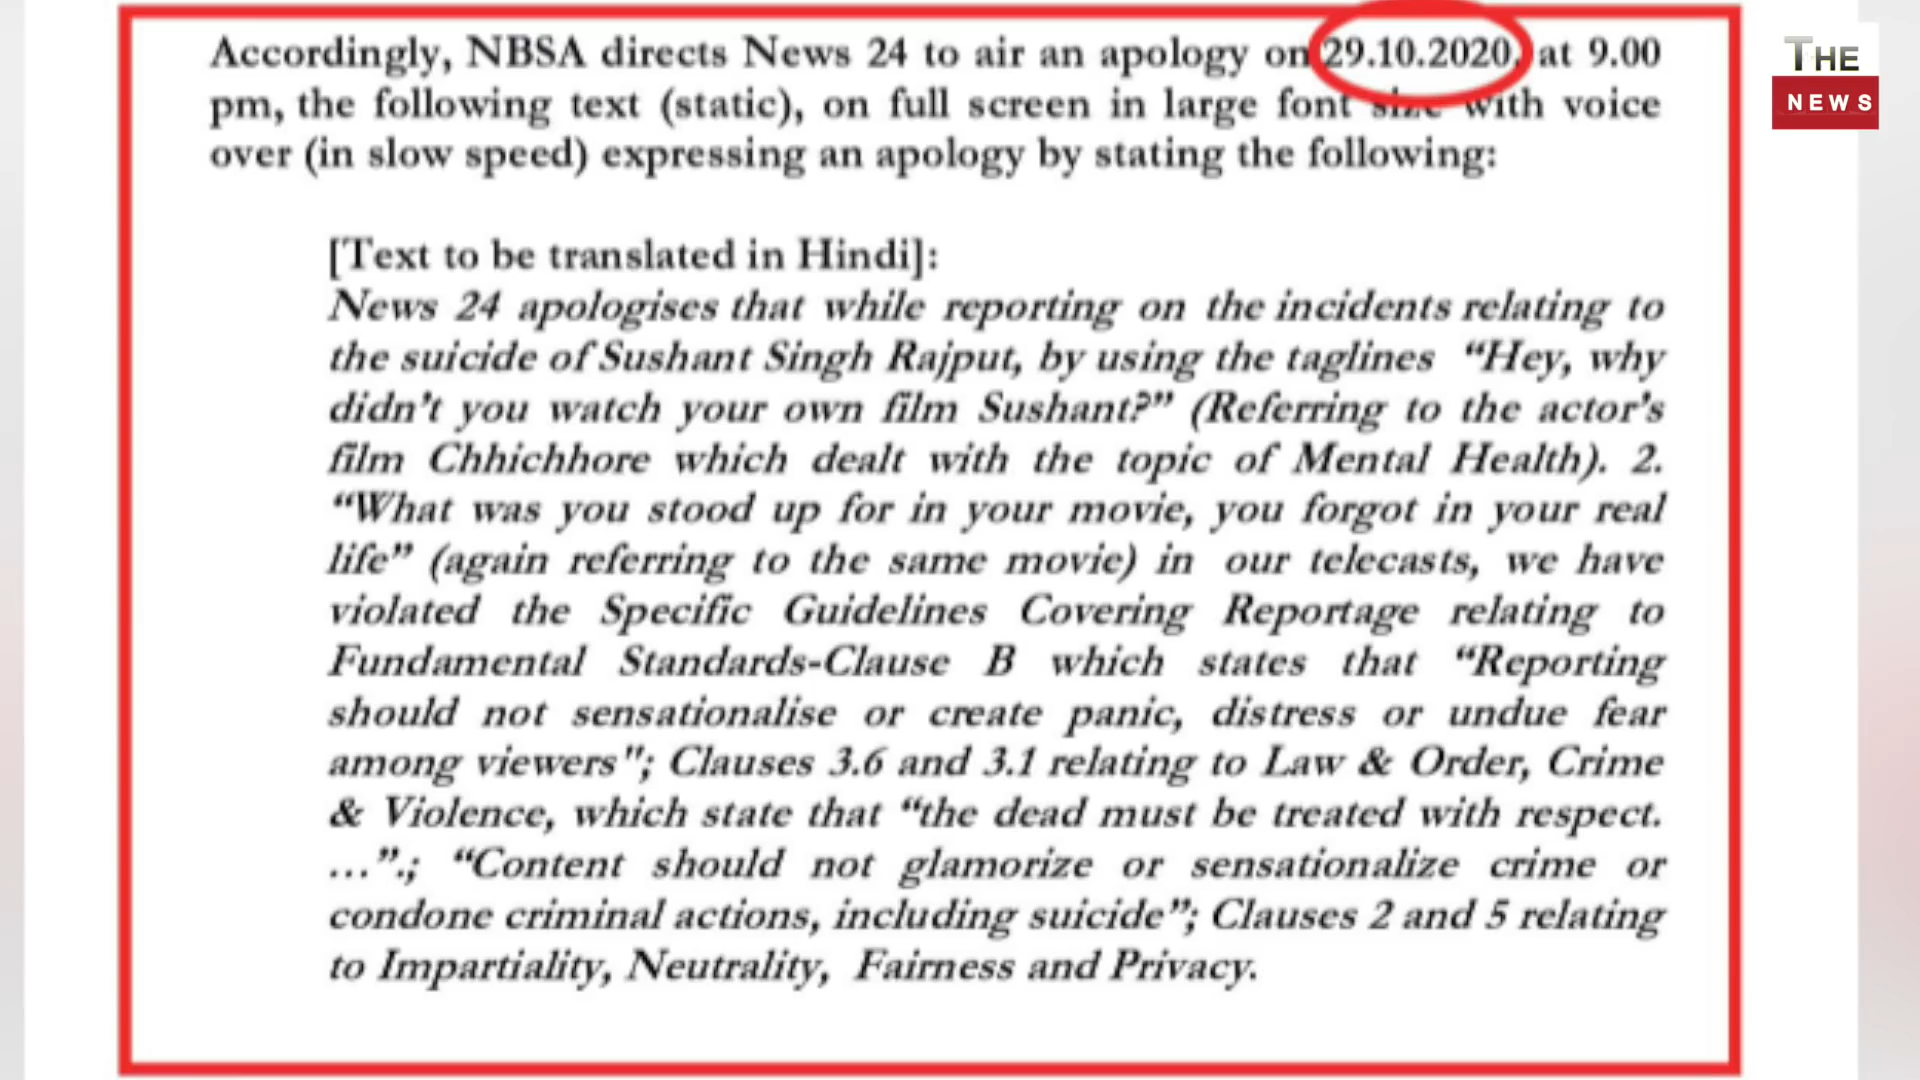 Accordingly, NBSA directs News 24 to air an apology on 29.10.2020, at 9.00
pm, the following text (static), on full screen in large font size with voice
over (in slow speed) expressing an apology by stating the following:
[Text to be translated in Hindi]:
News 24 apologises that while reporting on the incidents relating to
the suicide of Sushant Singh Rajput, by using the taglines “Hey, why
didn’t you watch your own film Sushant?” (Referring to the actor’s
film Chhichhore which dealt with the topic of Mental Health). 2.
“What was you stood up for in your movie, you forgot in your real
life” (again referring to the same movie) in our telecasts, we have
violated the Specific Guidelines Covering Reportage relating to
Fundamental Standards-Clause B which states that “Reporting
should not sensationalise or create panic, distress or undue fear
among viewers"; Clauses 3.6 and 3.1 relating to Law & Order, Crime
& Violence, which state that “the dead must be treated with respect.
…”.; “Content should not glamorize or sensationalize crime or
condone criminal actions, including suicide”; Clauses 2 and 5 relating
to Impartiality, Neutrality, Fairness and Privacy.
THE
NEWS